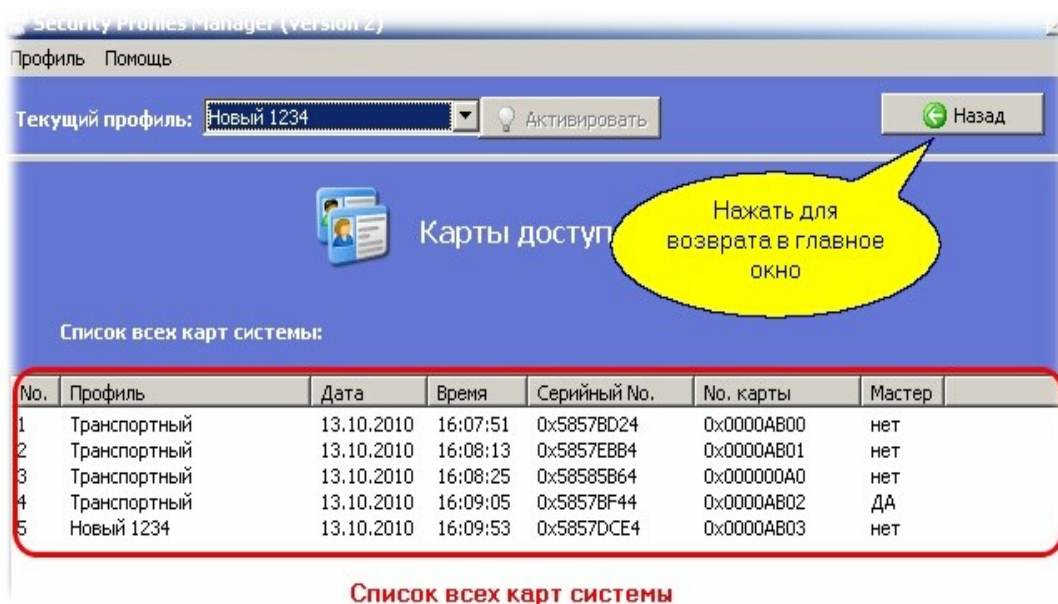 Security Profiles Manager (Version 2)
Профиль Помощь
Текущий профиль: Новый 1234 Активировать Назад
Карты доступ
Нажать для
возврата в главное
окно
Список всех карт системы:
No. Профиль Дата Время Серийный No. No. карты Мастер
1 Транспортный 13.10.2010 16:07:51 0x5857BD24 0x0000AB00 нет
2 Транспортный 13.10.2010 16:08:13 0x5857EBB4 0x0000AB01 нет
3 Транспортный 13.10.2010 16:08:25 0x58585B64 0x000000A0 нет
4 Транспортный 13.10.2010 16:09:05 0x5857BF44 0x0000AB02 ДА
5 Новый 1234 13.10.2010 16:09:53 0x5857DCE4 0x0000AB03 нет
Список всех карт системы